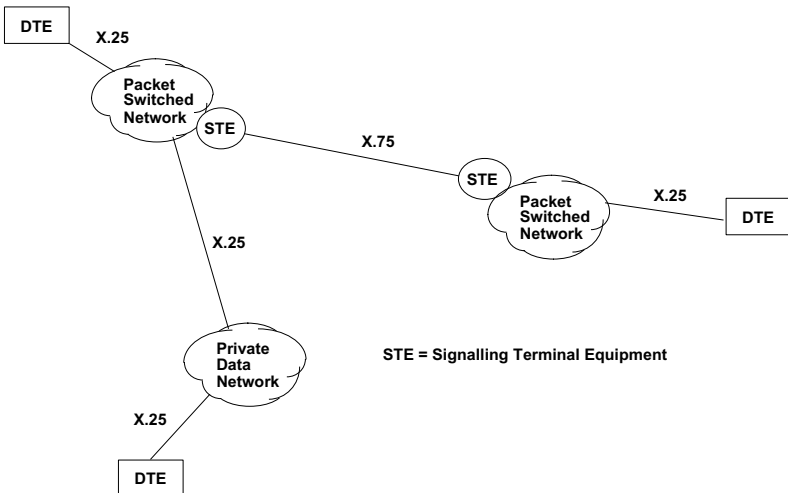 DTE
X.25
Packet
Switched
Network
STE
X.75
STE
Packet
Switched
Network
X.25
DTE
X.25
Private
Data
Network
STE = Signalling Terminal Equipment
X.25
DTE